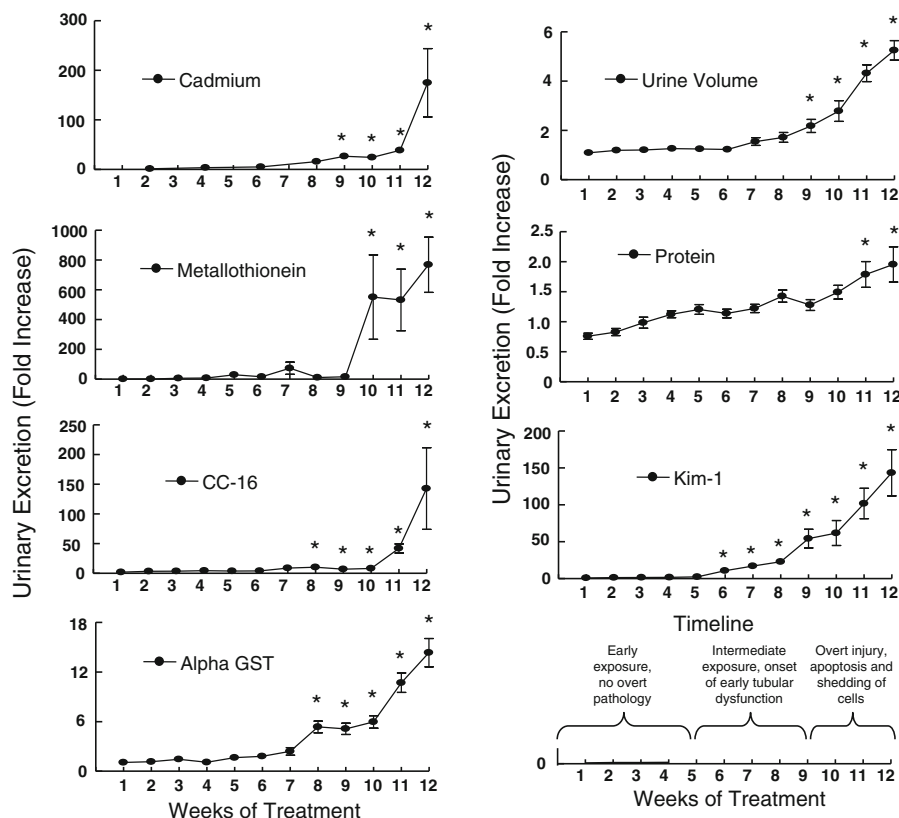 Urinary Excretion (Fold Increase)
300
200
100
0
Cadmium
* * * *
1 2 3 4 5 6 7 8 9 10 11 12
1000
800
600
400
200
0
Metallothionein
* * *
1 2 3 4 5 6 7 8 9 10 11 12
250
200
150
100
50
0
CC-16
* * * * *
1 2 3 4 5 6 7 8 9 10 11 12
18
12
6
0
Alpha GST
* * * * *
1 2 3 4 5 6 7 8 9 10 11 12
Weeks of Treatment
Urinary Excretion (Fold Increase)
6
4
2
0
Urine Volume
* * * *
1 2 3 4 5 6 7 8 9 10 11 12
2.5
2.0
1.5
1.0
0.5
0
Protein
* *
1 2 3 4 5 6 7 8 9 10 11 12
200
150
100
50
0
Kim-1
* * * * * * *
1 2 3 4 5 6 7 8 9 10 11 12
Timeline
Early
exposure,
no overt
pathology
Intermediate
exposure, onset
of early tubular
dysfunction
Overt injury,
apoptosis and
shedding of
cells
0
1 2 3 4 5 6 7 8 9 10 11 12
Weeks of Treatment